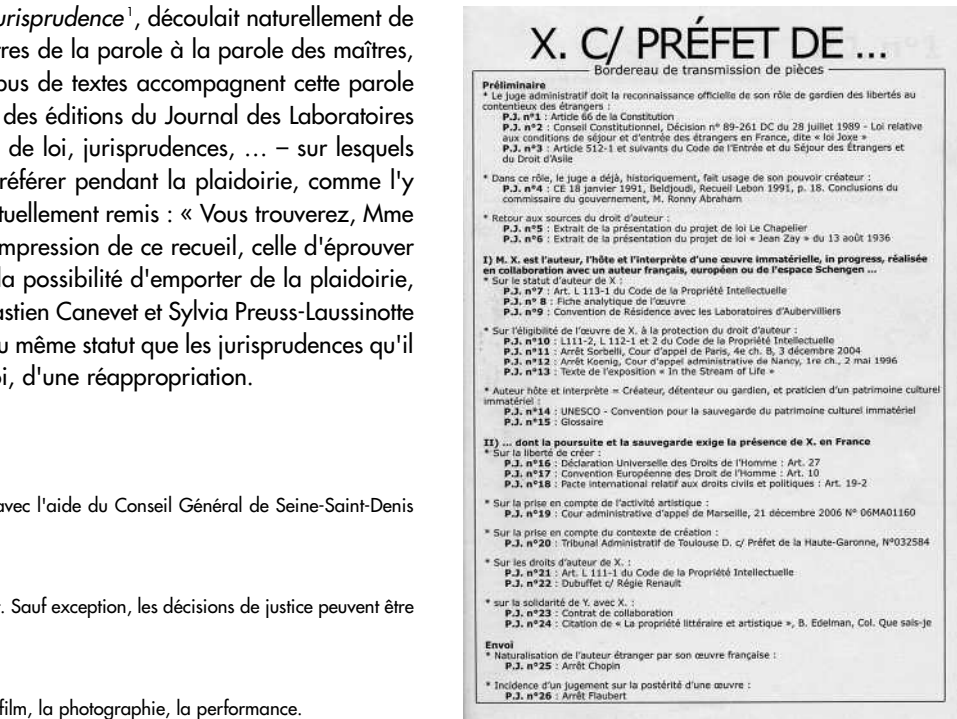 urisprudence¹, découlait naturellement de
tres de la parole à la parole des maîtres,
pus de textes accompagnent cette parole
des éditions du Journal des Laboratoires
de loi, jurisprudences, … – sur lesquels
référer pendant la plaidoirie, comme l'y
tuellement remis : « Vous trouverez, Mme
mpression de ce recueil, celle d'éprouver
la possibilité d'emporter de la plaidoirie,
astien Canevet et Sylvia Preuss-Laussinotte
u même statut que les jurisprudences qu'il
oi, d'une réappropriation.
avec l'aide du Conseil Général de Seine-Saint-Denis
. Sauf exception, les décisions de justice peuvent être
film, la photographie, la performance.
X. C/ PRÉFET DE ...
Bordereau de transmission de pièces
Préliminaire
* Le juge administratif doit la reconnaissance officielle de son rôle de gardien des libertés au
contentieux des étrangers :
P.J. n°1 : Article 66 de la Constitution
P.J. n°2 : Conseil Constitutionnel, Décision n° 89-261 DC du 28 juillet 1989 - Loi relative
aux conditions de séjour et d'entrée des étrangers en France, dite « loi Joxe »
P.J. n°3 : Article 512-1 et suivants du Code de l'Entrée et du Séjour des Étrangers et
du Droit d'Asile
* Dans ce rôle, le juge a déjà, historiquement, fait usage de son pouvoir créateur :
P.J. n°4 : CE 18 janvier 1991, Beldjoudi, Recueil Lebon 1991, p. 18. Conclusions du
commissaire du gouvernement, M. Ronny Abraham
* Retour aux sources du droit d'auteur :
P.J. n°5 : Extrait de la présentation du projet de loi Le Chapelier
P.J. n°6 : Extrait de la présentation du projet de loi « Jean Zay » du 13 août 1936
I) M. X. est l'auteur, l'hôte et l'interprète d'une œuvre immatérielle, in progress, réalisée
en collaboration avec un auteur français, européen ou de l'espace Schengen ...
* Sur le statut d'auteur de X :
P.J. n°7 : Art. L 113-1 du Code de la Propriété Intellectuelle
P.J. n° 8 : Fiche analytique de l'œuvre
P.J. n°9 : Convention de Résidence avec les Laboratoires d'Aubervilliers
* Sur l'éligibilité de l'œuvre de X. à la protection du droit d'auteur :
P.J. n°10 : L111-2, L 112-1 et 2 du Code de la Propriété Intellectuelle
P.J. n°11 : Arrêt Sorbelli, Cour d'appel de Paris, 4e ch. B, 3 décembre 2004
P.J. n°12 : Arrêt Koenig, Cour d'appel administrative de Nancy, 1re ch., 2 mai 1996
P.J. n°13 : Texte de l'exposition « In the Stream of Life »
* Auteur hôte et interprète = Créateur, détenteur ou gardien, et praticien d'un patrimoine culturel
immatériel :
P.J. n°14 : UNESCO - Convention pour la sauvegarde du patrimoine culturel immatériel
P.J. n°15 : Glossaire
II) ... dont la poursuite et la sauvegarde exige la présence de X. en France
* Sur la liberté de créer :
P.J. n°16 : Déclaration Universelle des Droits de l'Homme : Art. 27
P.J. n°17 : Convention Européenne des Droit de l'Homme : Art. 10
P.J. n°18 : Pacte international relatif aux droits civils et politiques : Art. 19-2
* Sur la prise en compte de l'activité artistique :
P.J. n°19 : Cour administrative d'appel de Marseille, 21 décembre 2006 N° 06MA01160
* Sur la prise en compte du contexte de création :
P.J. n°20 : Tribunal Administratif de Toulouse D. c/ Préfet de la Haute-Garonne, N°032584
* Sur les droits d'auteur de X. :
P.J. n°21 : Art. L 111-1 du Code de la Propriété Intellectuelle
P.J. n°22 : Dubuffet c/ Régie Renault
* sur la solidarité de Y. avec X. :
P.J. n°23 : Contrat de collaboration
P.J. n°24 : Citation de « La propriété littéraire et artistique », B. Edelman, Col. Que sais-je
Envoi
* Naturalisation de l'auteur étranger par son œuvre française :
P.J. n°25 : Arrêt Chopin
* Incidence d'un jugement sur la postérité d'une œuvre :
P.J. n°26 : Arrêt Flaubert